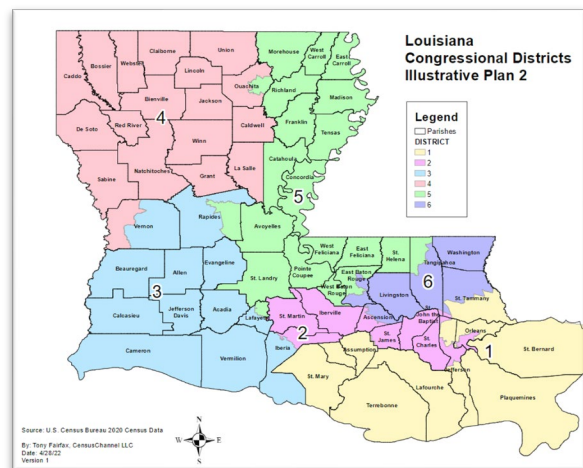 Louisiana
Congressional Districts
Illustrative Plan 2
Legend
Parishes
DISTRICT
1
2
3
4
5
6
Claiborne
Union
Morehouse
West
Carroll
East
Carroll
Bossier
Webster
Caddo
Lincoln
Ouachita
Richland
Madison
Bienville
Jackson
4
De Soto
Red River
Franklin
Tensas
Caldwell
Winn
Natchitoches
Sabine
Grant
La Salle
Catahoula
Concordia
5
Vernon
Rapides
Avoyelles
West
Feliciana
East
Feliciana
St.
Helena
Washington
Tangipahoa
Beauregard
Allen
Evangeline
St. Landry
Pointe
Coupee
East Baton
Rouge
West Baton
Rouge
Livingston
6
St. Tammany
3
Calcasieu
Jefferson
Davis
Acadia
Lafayette
St. Martin
Iberville
Ascension
St.
John the
Baptist
Orleans
2
St.
James
St.
Charles
1
St. Bernard
Cameron
Vermilion
Iberia
Assumption
St. Mary
Lafourche
Jefferson
Plaquemines
Terrebonne
Source: U.S. Census Bureau 2020 Census Data
By: Tony Fairfax, CensusChannel LLC
Date: 4/28/22
Version 1
N
W
E
S